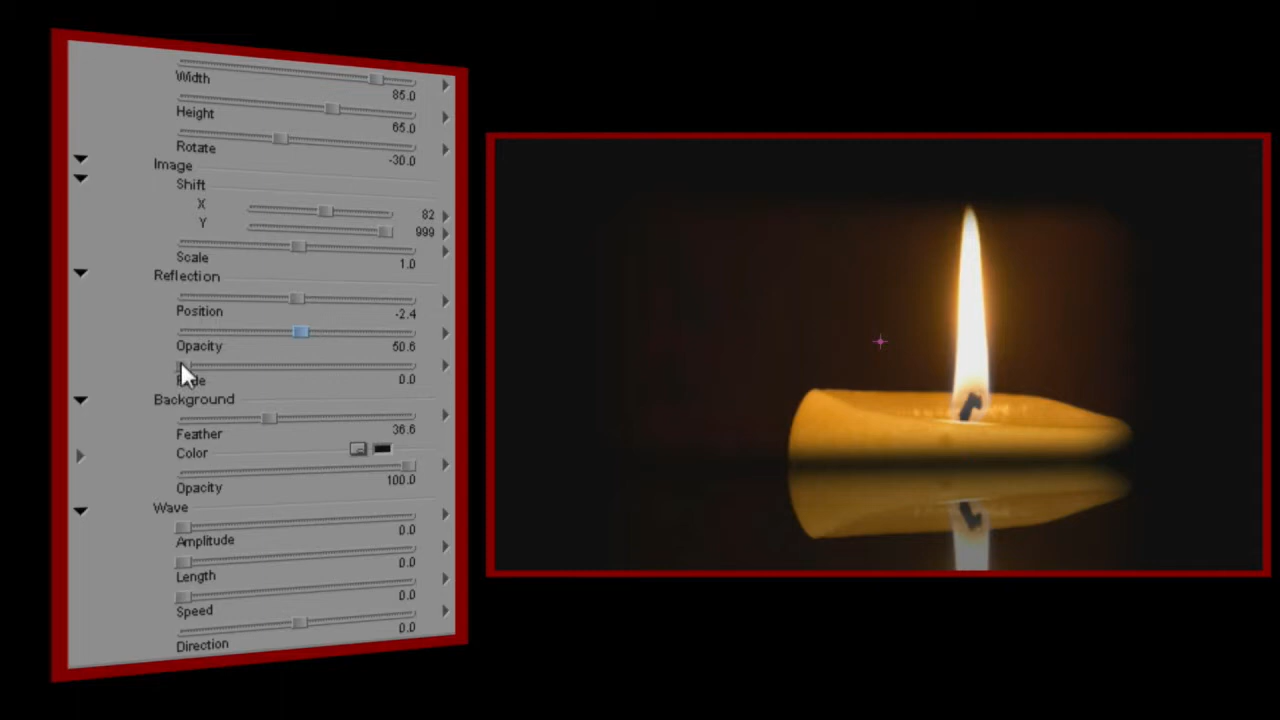 Width
85.0
Height
65.0
Rotate
-30.0
Image
Shift
X
82
Y
999
Scale
1.0
Reflection
Position
-2.4
Opacity
50.6
0.0
Background
Feather
36.6
Color
Opacity
100.0
Wave
Amplitude
0.0
Length
0.0
Speed
0.0
Direction
0.0